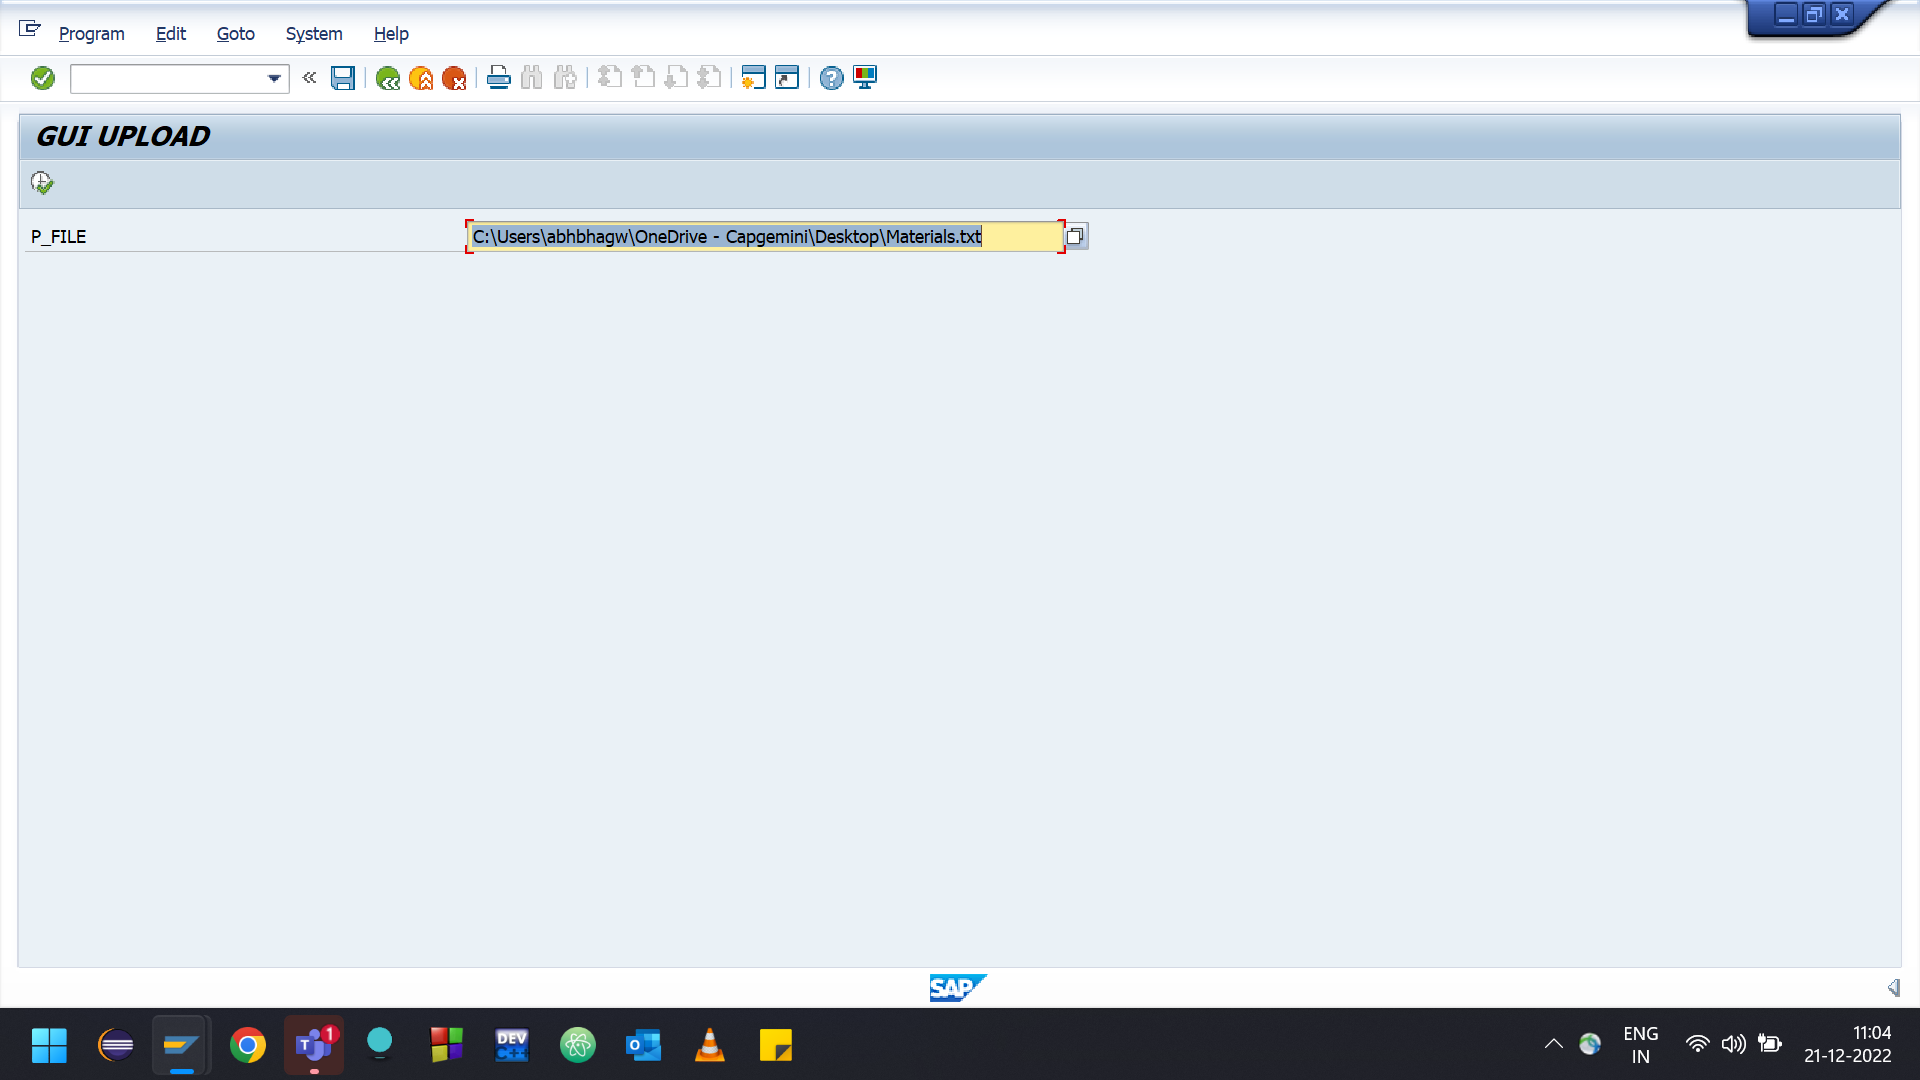 Program Edit Goto System Help
GUI UPLOAD
P_FILE C:\Users\abhbhagw\OneDrive - Capgemini\Desktop\Materials.txt
SAP
1
DEV
C++
ENG
IN
11:04
21-12-2022